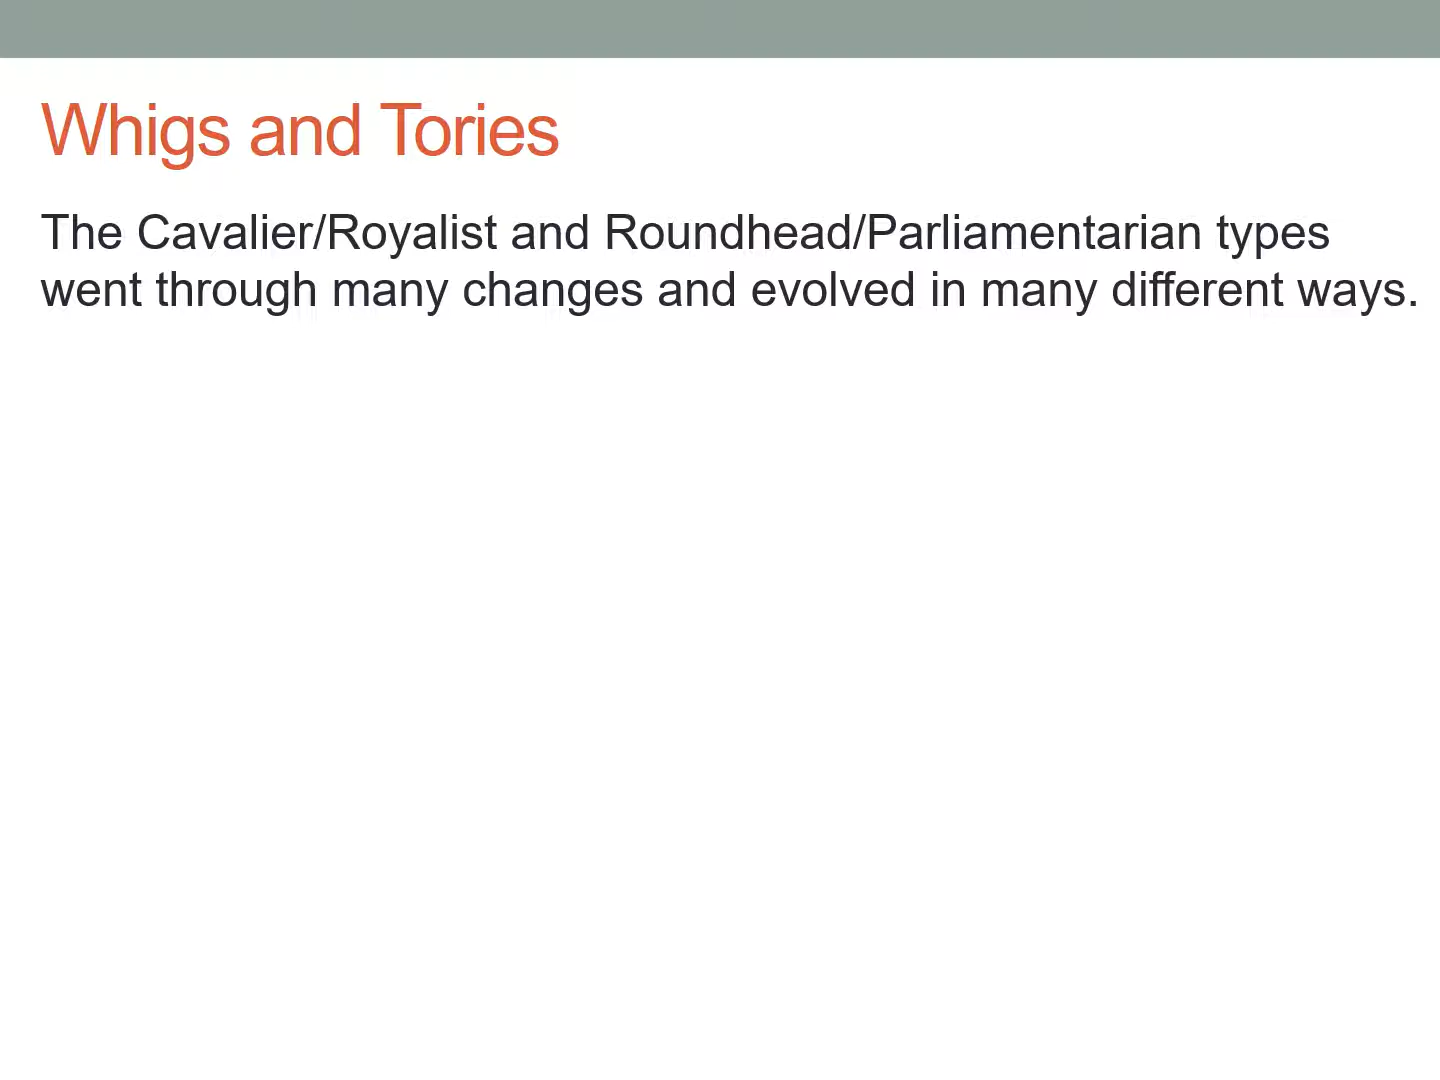 Whigs and Tories
The Cavalier/Royalist and Roundhead/Parliamentarian types
went through many changes and evolved in many different ways.